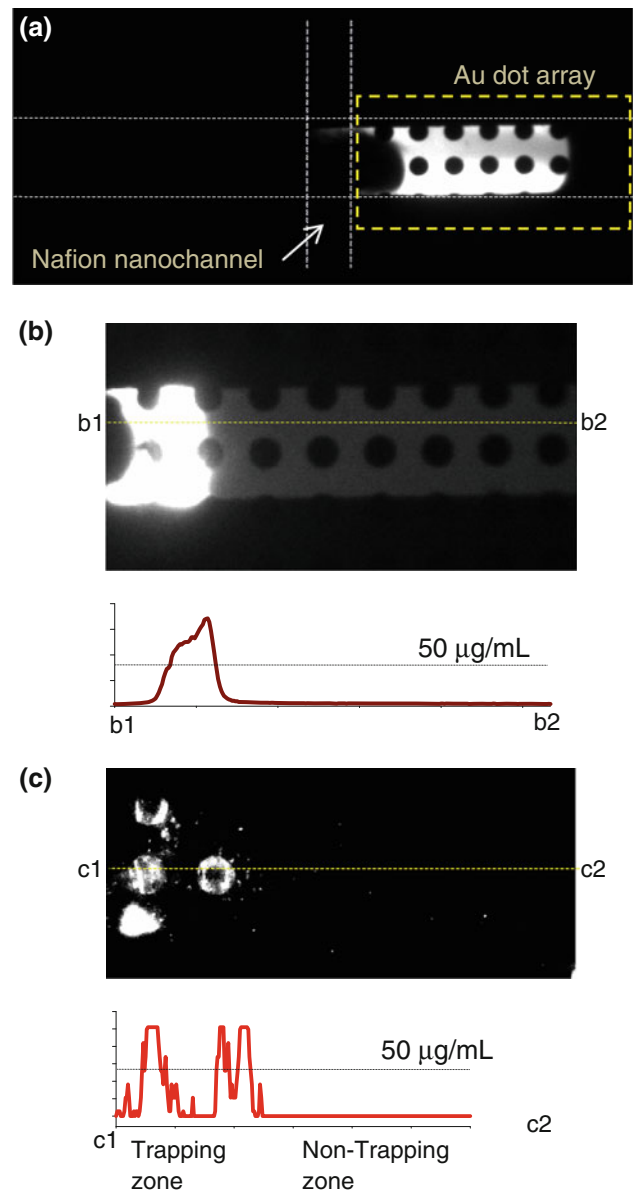 (a)
Au dot array
Nafion nanochannel
(b)
b1
b2
50 μg/mL
b1
b2
(c)
c1
c2
50 μg/mL
c1
c2
Trapping
zone
Non-Trapping
zone